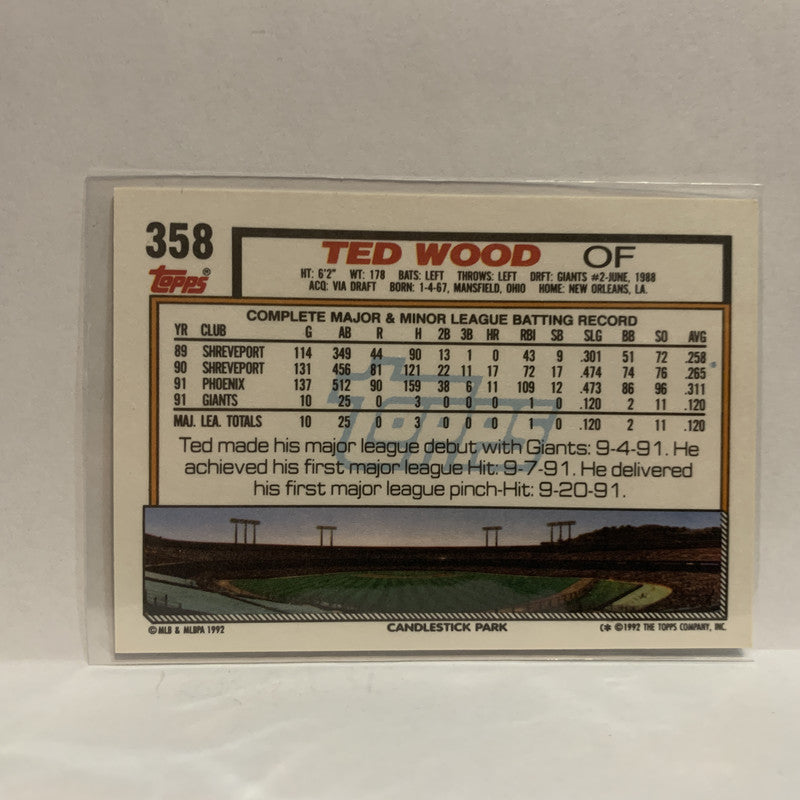 358
Topps®
TED WOOD OF
HT: 6'2" WT: 178 BATS: LEFT THROWS: LEFT DRFT: GIANTS #2-JUNE, 1988
ACQ: VIA DRAFT BORN: 1-4-67, MANSFIELD, OHIO HOME: NEW ORLEANS, LA.
COMPLETE MAJOR & MINOR LEAGUE BATTING RECORD
YR CLUB G AB R H 2B 3B HR RBI SB SLG BB SO AVG
89 SHREVEPORT 114 349 44 90 13 1 0 43 9 .301 51 72 .258
90 SHREVEPORT 131 456 81 121 22 11 17 72 17 .474 74 76 .265
91 PHOENIX 137 512 90 159 38 6 11 109 12 .473 86 96 .311
91 GIANTS 10 25 0 3 0 0 0 1 0 .120 2 11 .120
MAJ. LEA. TOTALS 10 25 0 3 0 0 0 1 0 .120 2 11 .120
Topps
Ted made his major league debut with Giants: 9-4-91. He
achieved his first major league Hit: 9-7-91. He delivered
his first major league pinch-Hit: 9-20-91.
© MLB & MLBPA 1992 CANDLESTICK PARK C* © 1992 THE TOPPS COMPANY, INC.